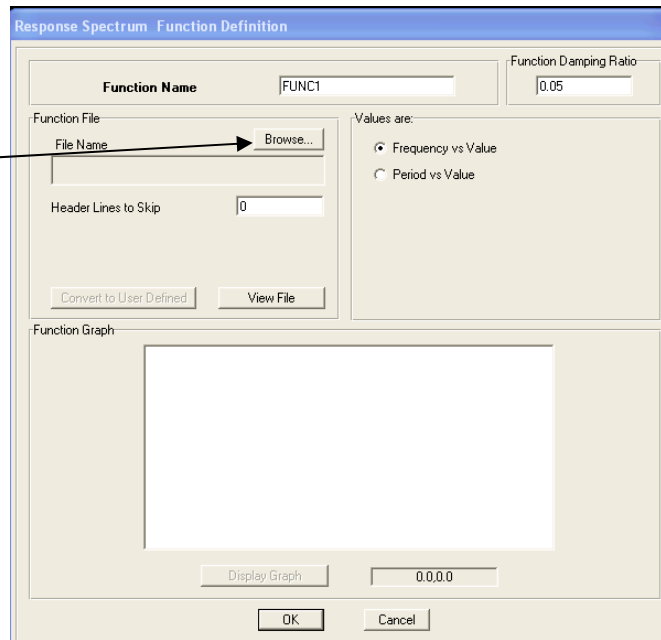 Response Spectrum Function Definition
Function Name
FUNC1
Function Damping Ratio
0.05
Function File
File Name
Browse...
Header Lines to Skip
0
Convert to User Defined
View File
Values are:
Frequency vs Value
Period vs Value
Function Graph
Display Graph
0.0,0.0
OK
Cancel